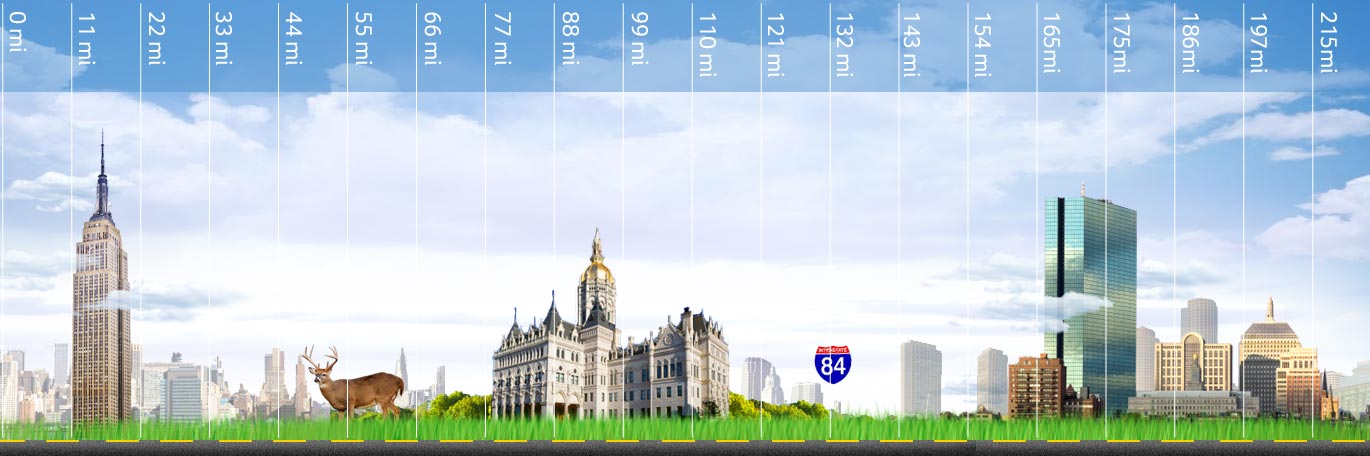 0 mi
11 mi
22 mi
33 mi
44 mi
55 mi
66 mi
77 mi
88 mi
99 mi
110 mi
121 mi
132 mi
143 mi
154 mi
165mi
175mi
186mi
197mi
215mi
INTERSTATE
84